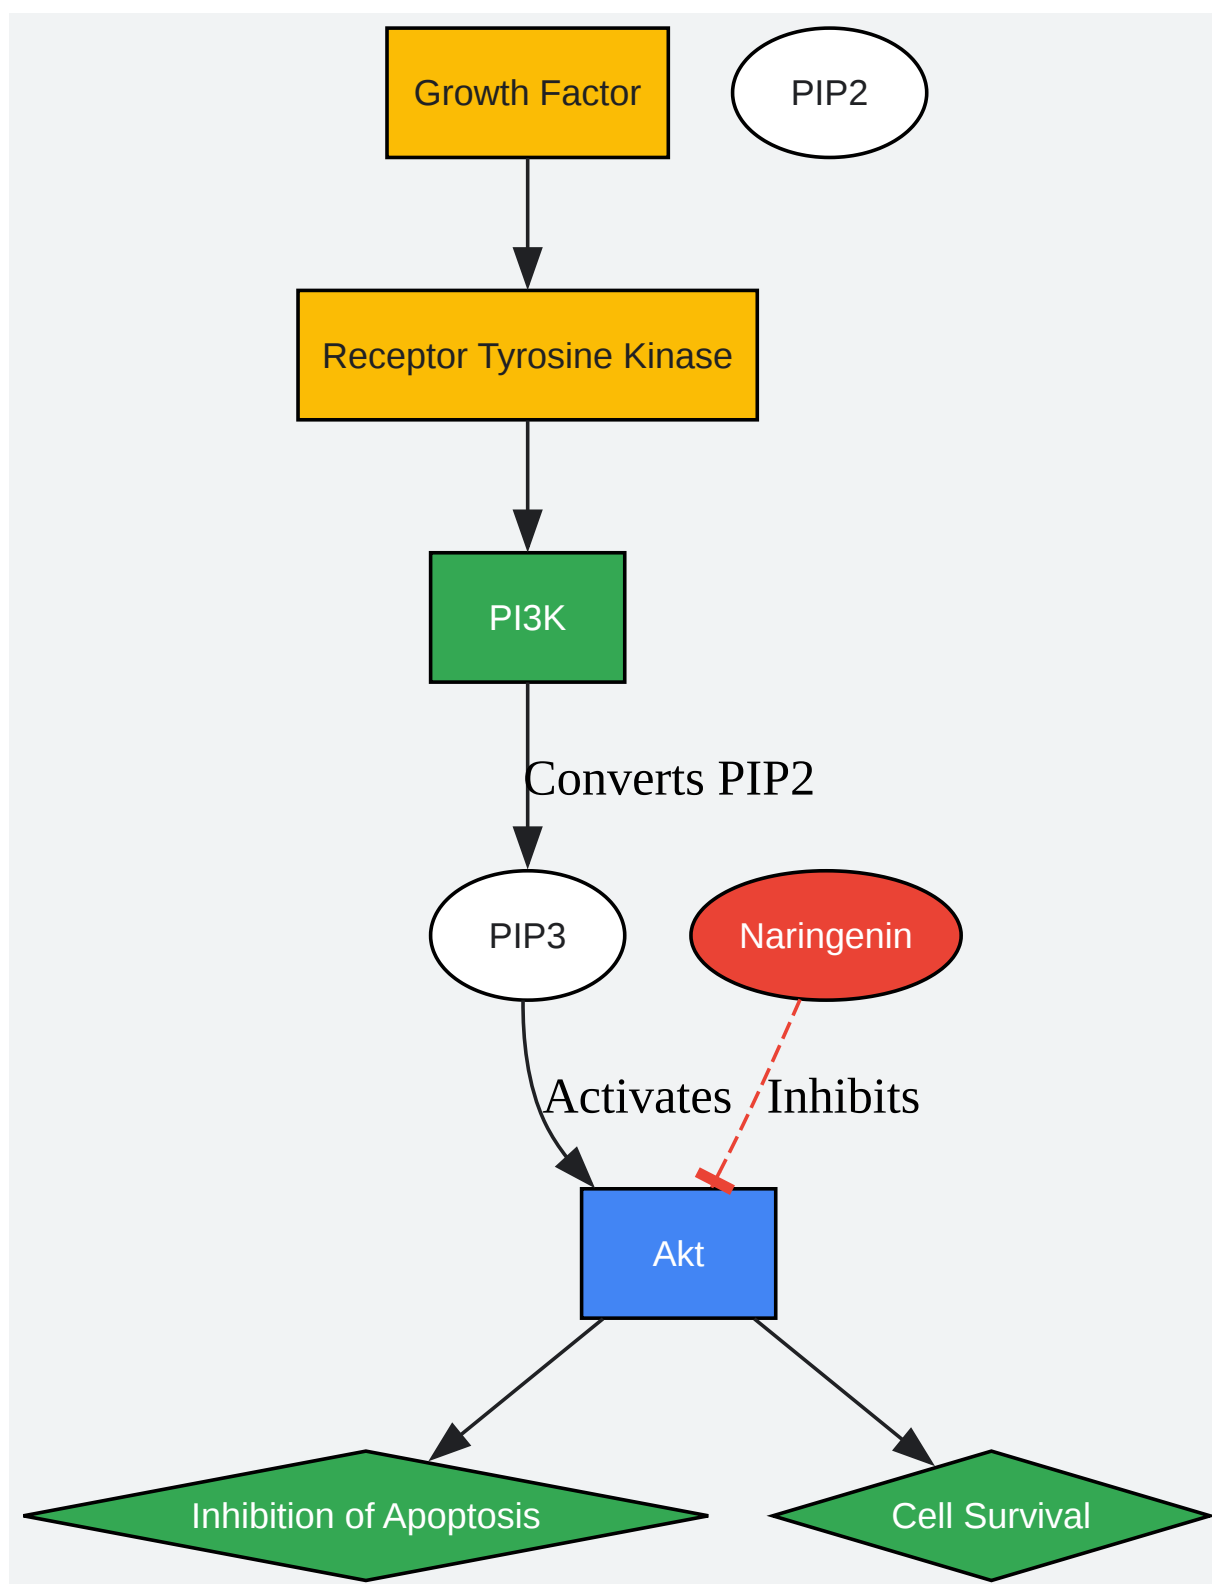 Growth Factor
PIP2
Receptor Tyrosine Kinase
PI3K
Converts PIP2
PIP3
Naringenin
Activates
Inhibits
Akt
Inhibition of Apoptosis
Cell Survival